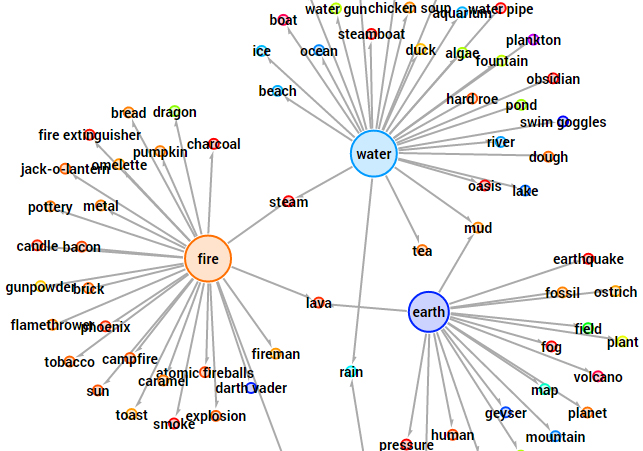 water gun
chicken soup
aquarium
water pipe
boat
steamboat
plankton
ice
ocean
duck
algae
fountain
obsidian
beach
hard roe
pond
bread
dragon
swim goggles
fire extinguisher
charcoal
river
pumpkin
water
dough
jack-o-lantern
omelette
oasis
lake
steam
pottery
metal
mud
candle
bacon
tea
fire
earthquake
gunpowder
brick
fossil
ostrich
lava
earth
flamethrower
phoenix
field
plant
fog
fireman
tobacco
campfire
rain
atomic fireballs
volcano
caramel
darth vader
sun
map
toast
explosion
geyser
planet
smoke
human
mountain
pressure